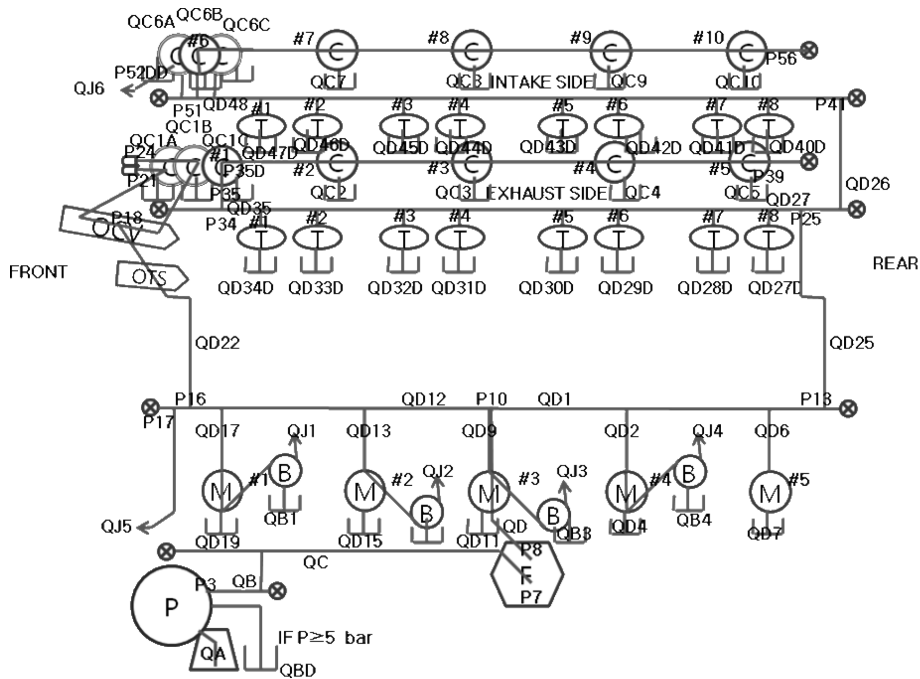 QC6A QC6B QC6C
#6 #7 #8 #9 #10
C C C C C C C
P52DD P56
QJ6 QC7 QC8 INTAKE SIDE QC9 QC10
P51 QD48 P41
#1 #2 #3 #4 #5 #6 #7 #8
T T T T T T T T
QC1A QC1B QC1C
QD47D QD46D QD45D QD44D QD43D QD42D QD41D QD40D
P24 #1 #2 #3 #4 #5
C C C C C C C
P21 P35D P39
P35 QC2 QC3 EXHAUST SIDE QC4 QC5
QD26
P18 P34 QD35 QD27 P25
OCV
#1 #2 #3 #4 #5 #6 #7 #8
T T T T T T T T
FRONT REAR
OTS
QD34D QD33D QD32D QD31D QD30D QD29D QD28D QD27D
QD22 QD25
P16 QD12 P10 QD1 P13
P17
QD17 QJ1 QD13 QD9 QD2 QJ4 QD6
M #1 B M #2 QJ2 M #3 QJ3 M #4 B M #5
QB1 B B QB4
QJ5 QD19 QD15 QD11 QD QB3 QD4 QD7
QC P8
P3 QB F
P P7
IF P≥5 bar
QA
QBD